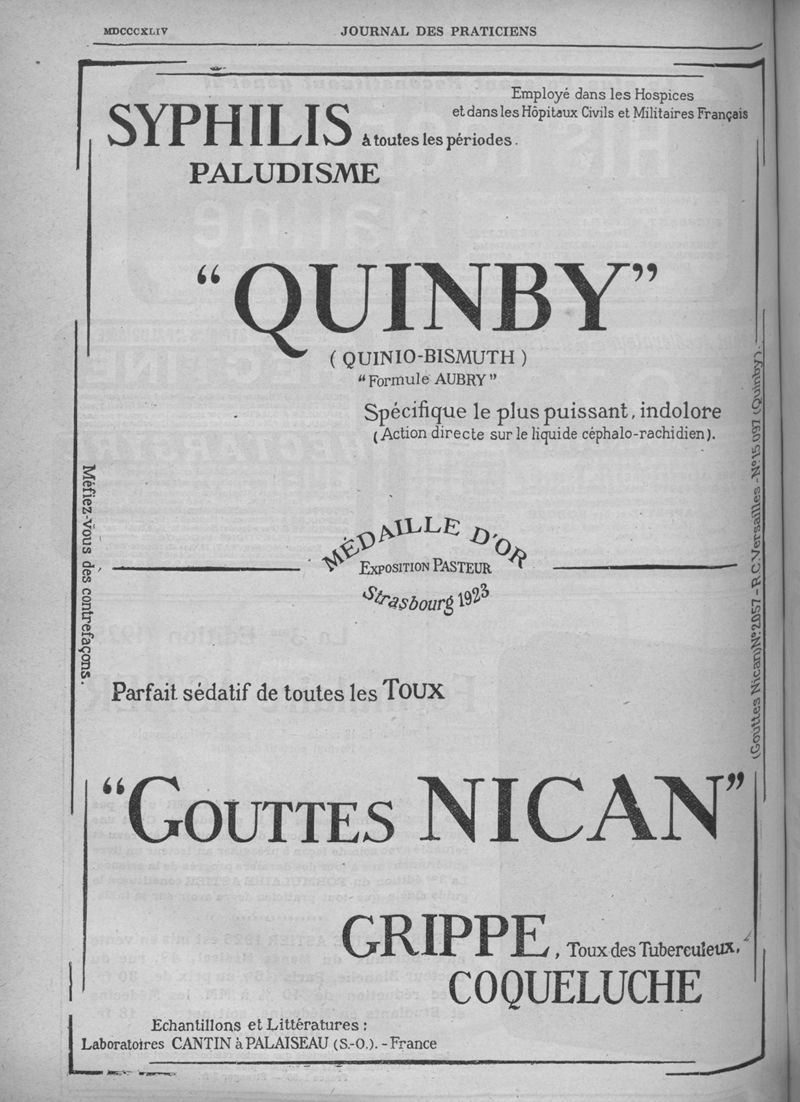 MDCCCXLIV
JOURNAL DES PRATICIENS
Employé dans les Hospices
et dans les Hôpitaux Civils et Militaires Français
SYPHILIS à toutes les périodes.
PALUDISME
“QUINBY”
( QUINIO-BISMUTH )
“Formule AUBRY”
Spécifique le plus puissant, indolore
(Action directe sur le liquide céphalo-rachidien).
Méfiez-vous des contrefaçons.
(Gouttes Nican) N°: 2057 - R.C. Versailles - N° 15.097 (Quinby).
MÉDAILLE D'OR
EXPOSITION PASTEUR
Strasbourg 1923
Parfait sédatif de toutes les TOUX
“GOUTTES NICAN”
GRIPPE, Toux des Tuberculeux,
COQUELUCHE
Echantillons et Littératures :
Laboratoires CANTIN à PALAISEAU (S.-O.). - France